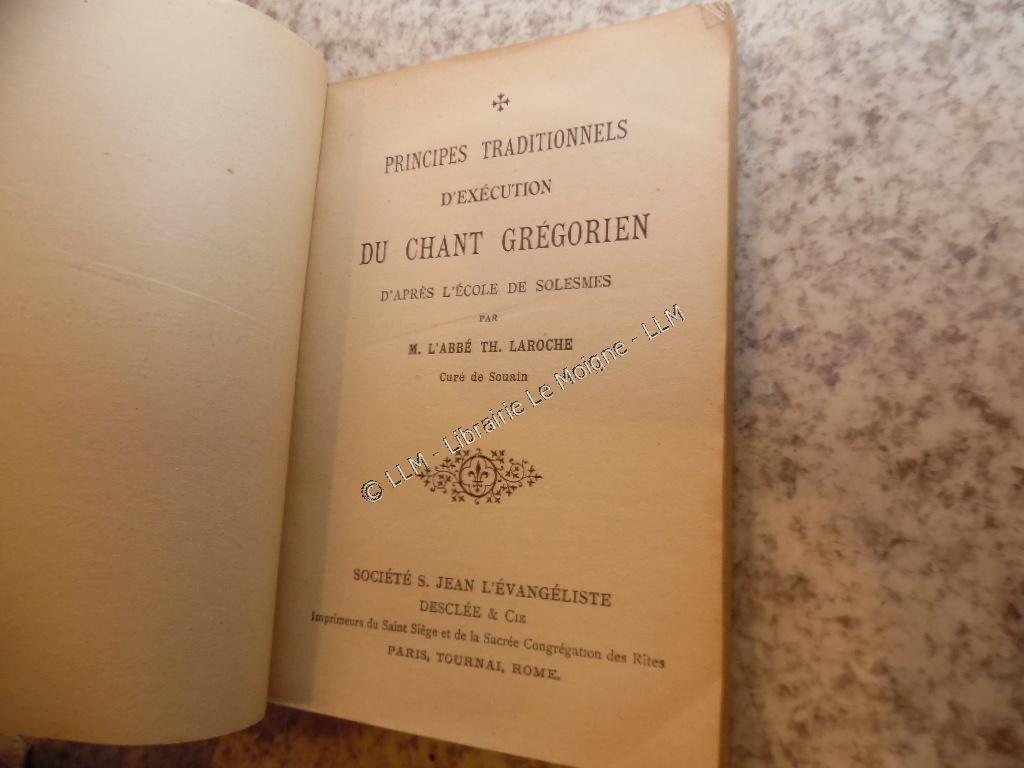 PRINCIPES TRADITIONNELS
D'EXÉCUTION
DU CHANT GRÉGORIEN
D'APRÈS L'ÉCOLE DE SOLESMES
PAR
M. L'ABBÉ TH. LAROCHE
Curé de Souain
© LLM - Librairie Le Moigne - LLM
SOCIÉTÉ S. JEAN L'ÉVANGÉLISTE
DESCLÉE & CIE
Imprimeurs du Saint Siège et de la Sacrée Congrégation des Rites
PARIS, TOURNAI, ROME.